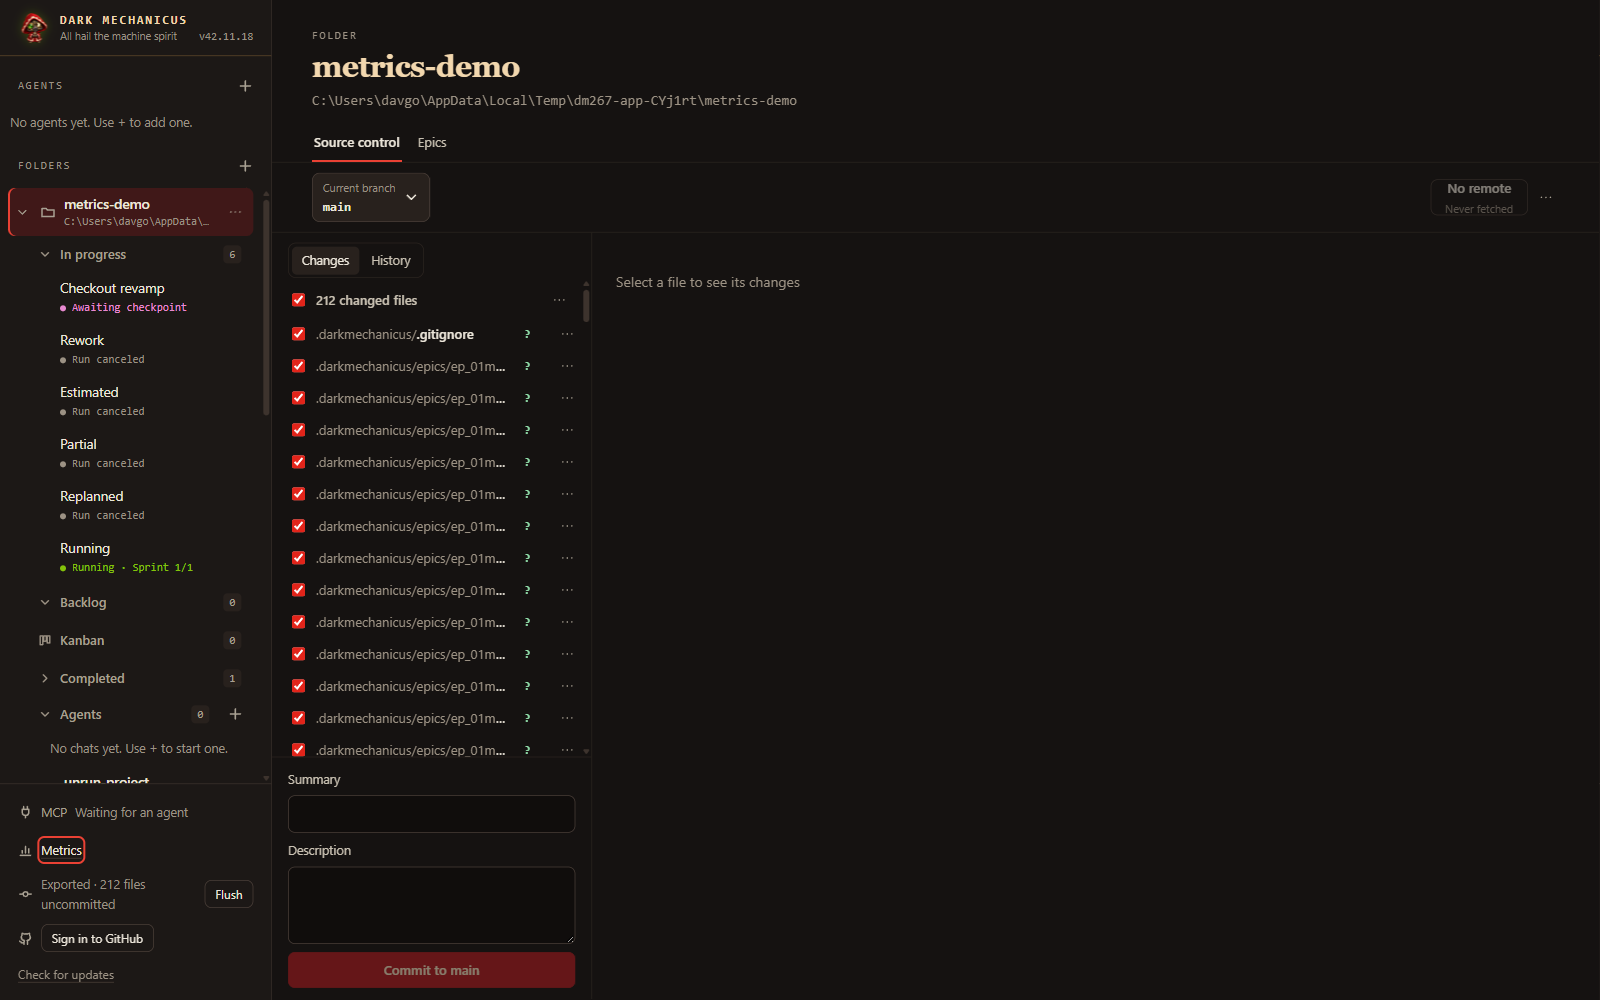 DARK MECHANICUS
All hail the machine spirit v42.11.18
AGENTS
No agents yet. Use + to add one.
FOLDERS
metrics-demo
C:\Users\davgo\AppData\…
In progress 6
Checkout revamp
Awaiting checkpoint
Rework
Run canceled
Estimated
Run canceled
Partial
Run canceled
Replanned
Run canceled
Running
Running - Sprint 1/1
Backlog 0
Kanban 0
Completed 1
Agents 0
No chats yet. Use + to start one.
MCP Waiting for an agent
Metrics
Exported · 212 files
uncommitted
Flush
Sign in to GitHub
Check for updates
FOLDER
metrics-demo
C:\Users\davgo\AppData\Local\Temp\dm267-app-CYj1rt\metrics-demo
Source control Epics
Current branch
main
No remote
Never fetched
Changes History
212 changed files
.darkmechanicus/.gitignore ?
.darkmechanicus/epics/ep_01m... ?
.darkmechanicus/epics/ep_01m... ?
.darkmechanicus/epics/ep_01m... ?
.darkmechanicus/epics/ep_01m... ?
.darkmechanicus/epics/ep_01m... ?
.darkmechanicus/epics/ep_01m... ?
.darkmechanicus/epics/ep_01m... ?
.darkmechanicus/epics/ep_01m... ?
.darkmechanicus/epics/ep_01m... ?
.darkmechanicus/epics/ep_01m... ?
.darkmechanicus/epics/ep_01m... ?
.darkmechanicus/epics/ep_01m... ?
.darkmechanicus/epics/ep_01m... ?
Summary
Description
Commit to main
Select a file to see its changes